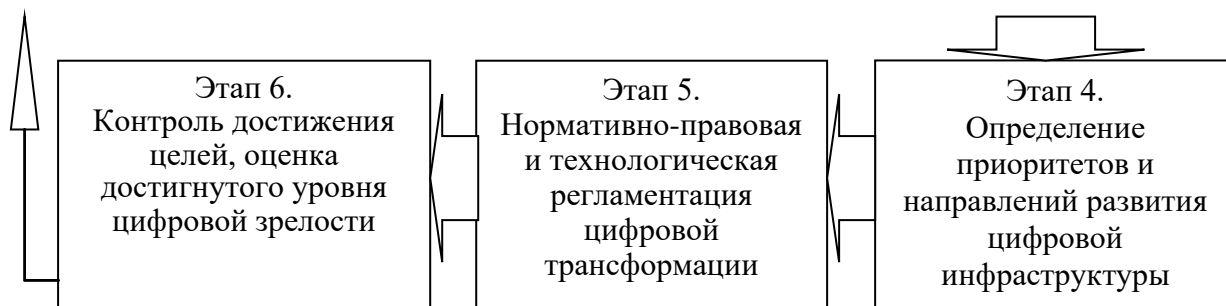 Этап 6.
Контроль достижения
целей, оценка
достигнутого уровня
цифровой зрелости
Этап 5.
Нормативно-правовая
и технологическая
регламентация
цифровой
трансформации
Этап 4.
Определение
приоритетов и
направлений развития
цифровой
инфраструктуры